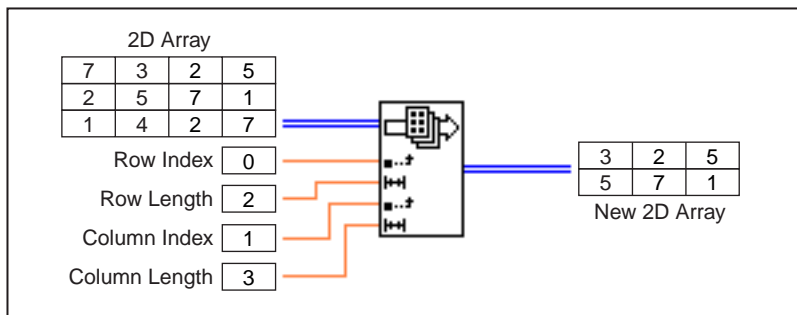 2D Array
7 3 2 5
2 5 7 1
1 4 2 7
Row Index 0
Row Length 2
Column Index 1
Column Length 3
3 2 5
5 7 1
New 2D Array